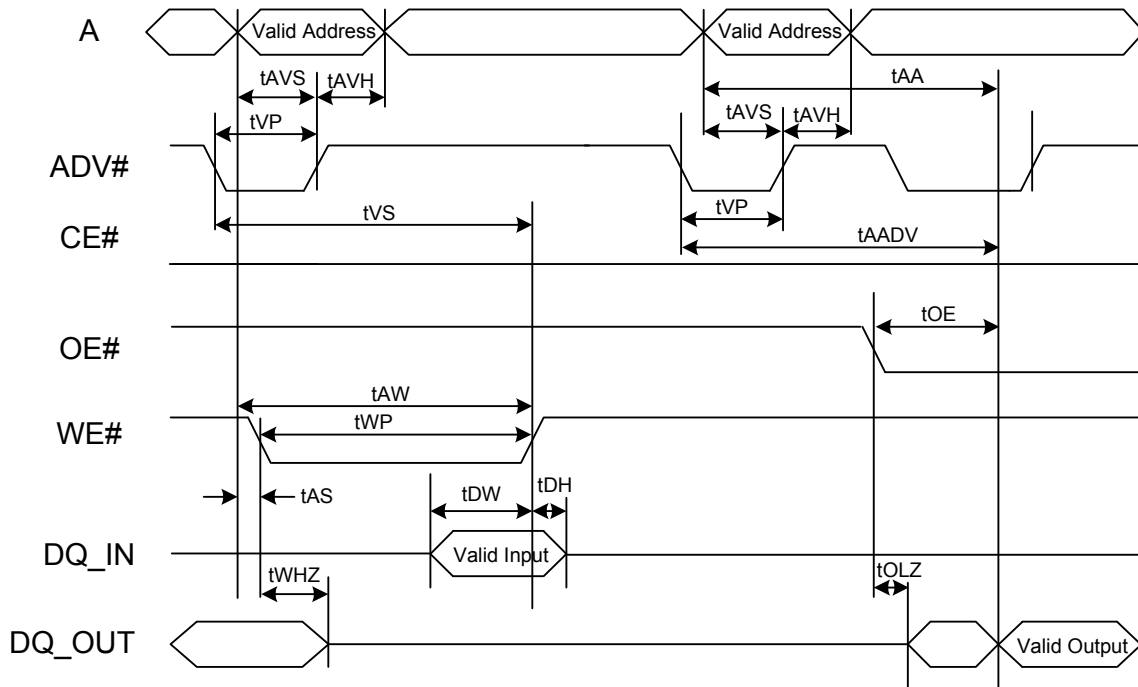 A
Valid Address
Valid Address
tAVS
tAVH
tAA
tVP
tAVS
tAVH
ADV#
tVS
tVP
CE#
tAADV
OE#
tOE
tAW
WE#
tWP
tAS
tDW
tDH
DQ_IN
Valid Input
tWHZ
tOLZ
DQ_OUT
Valid Output